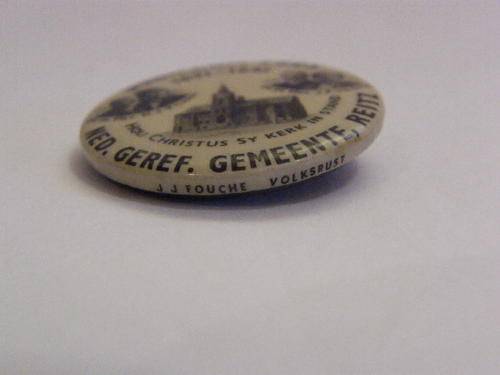 HOU CHRISTUS SY KERK IN STAND
NED. GEREF. GEMEENTE, REITZ
J J FOUCHE VOLKSRUST